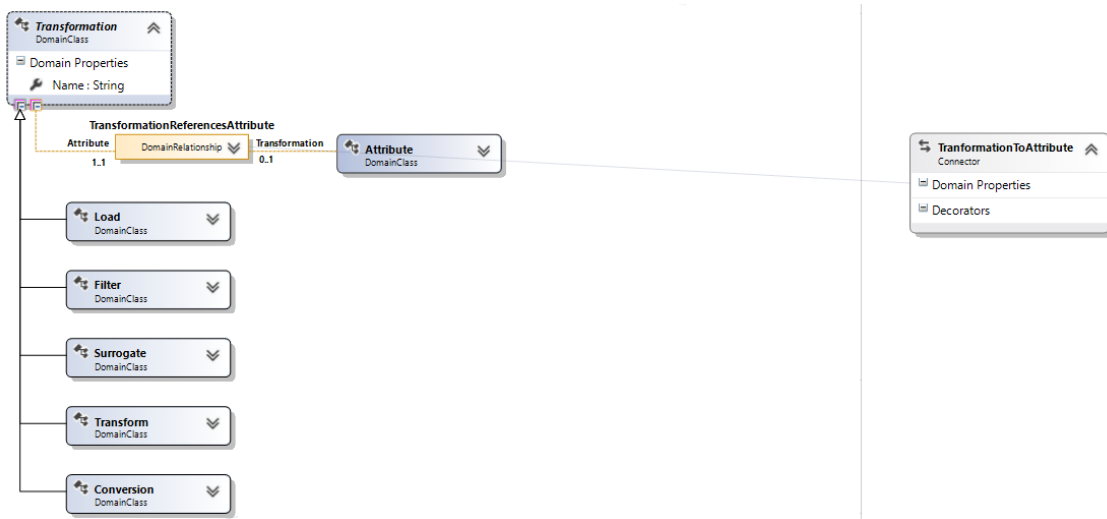 Transformation
DomainClass
Domain Properties
Name : String
TransformationReferencesAttribute
Attribute
DomainRelationship
Transformation
1..1
0..1
Attribute
DomainClass
TranformationToAttribute
Connector
Domain Properties
Decorators
Load
DomainClass
Filter
DomainClass
Surrogate
DomainClass
Transform
DomainClass
Conversion
DomainClass